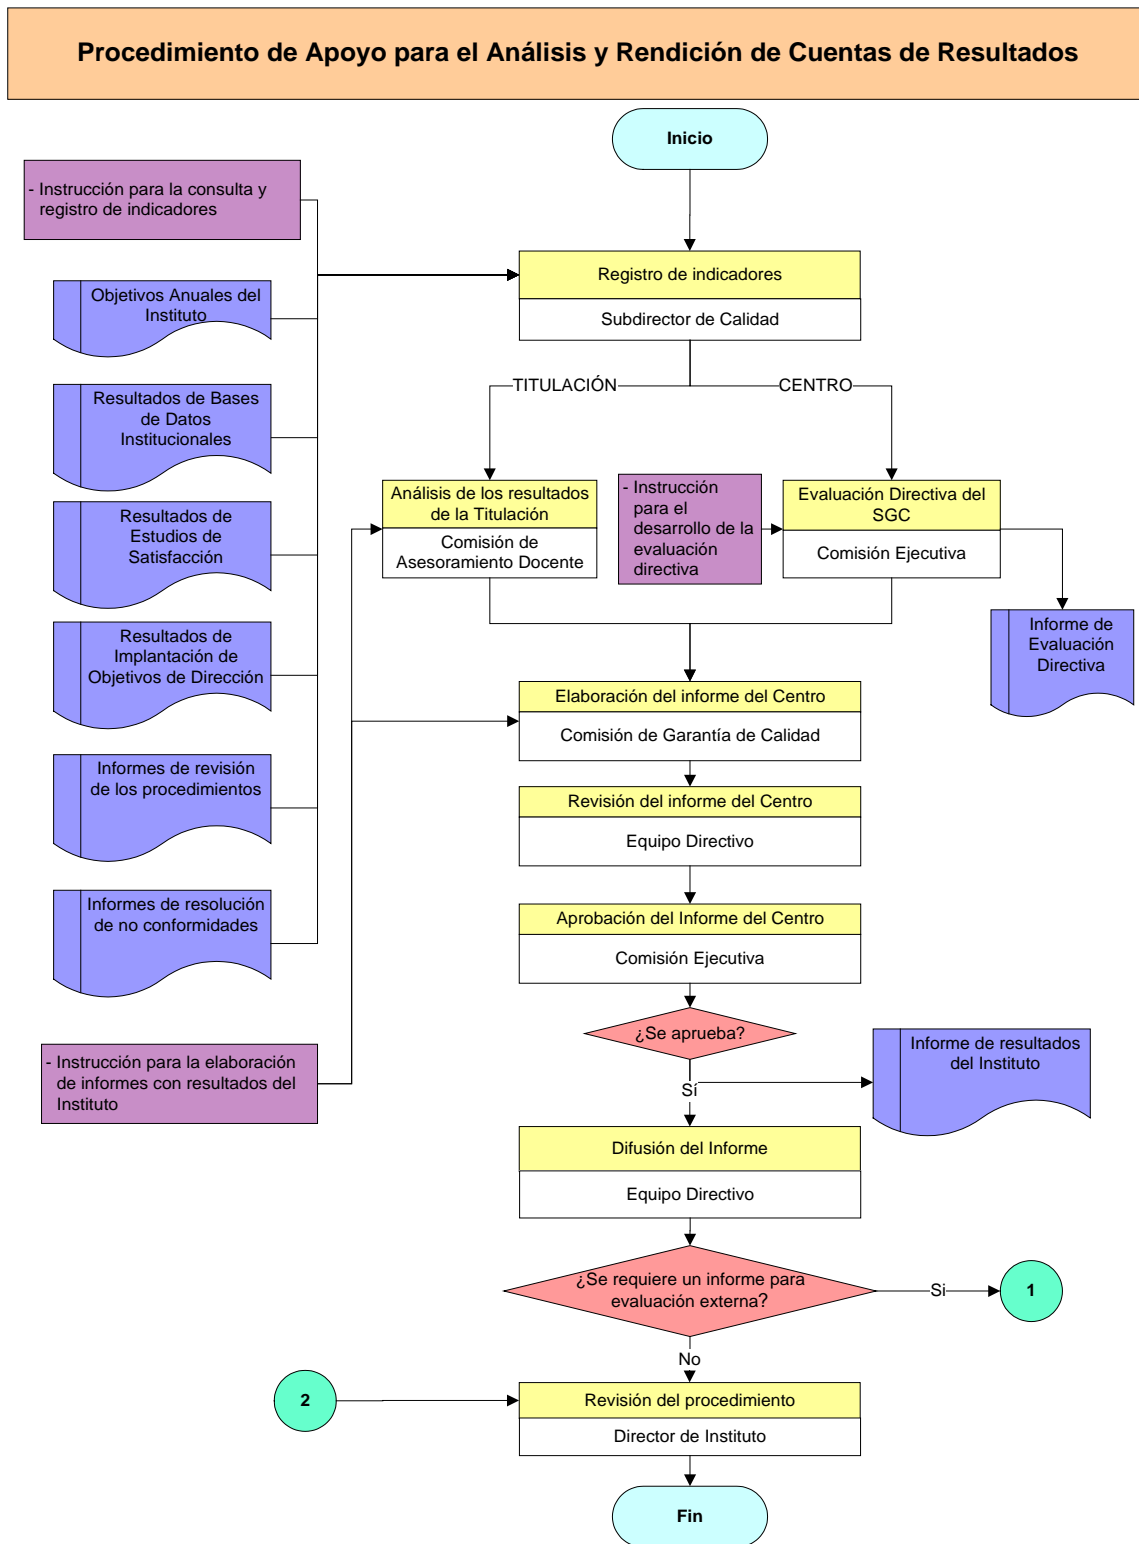 Procedimiento de Apoyo para el Análisis y Rendición de Cuentas de Resultados
Inicio
- Instrucción para la consulta y
registro de indicadores
Registro de indicadores
Subdirector de Calidad
Objetivos Anuales del
Instituto
TITULACIÓN
CENTRO
Resultados de Bases
de Datos
Institucionales
Análisis de los resultados
de la Titulación
Comisión de
Asesoramiento Docente
- Instrucción
para el
desarrollo de la
evaluación
directiva
Evaluación Directiva del
SGC
Comisión Ejecutiva
Resultados de
Estudios de
Satisfacción
Informe de
Evaluación
Directiva
Resultados de
Implantación de
Objetivos de Dirección
Elaboración del informe del Centro
Comisión de Garantía de Calidad
Informes de revisión
de los procedimientos
Revisión del informe del Centro
Equipo Directivo
Informes de resolución
de no conformidades
Aprobación del Informe del Centro
Comisión Ejecutiva
¿Se aprueba?
Informe de resultados
del Instituto
- Instrucción para la elaboración
de informes con resultados del
Instituto
Sí
Difusión del Informe
Equipo Directivo
¿Se requiere un informe para
evaluación externa?
Si
1
No
2
Revisión del procedimiento
Director de Instituto
Fin